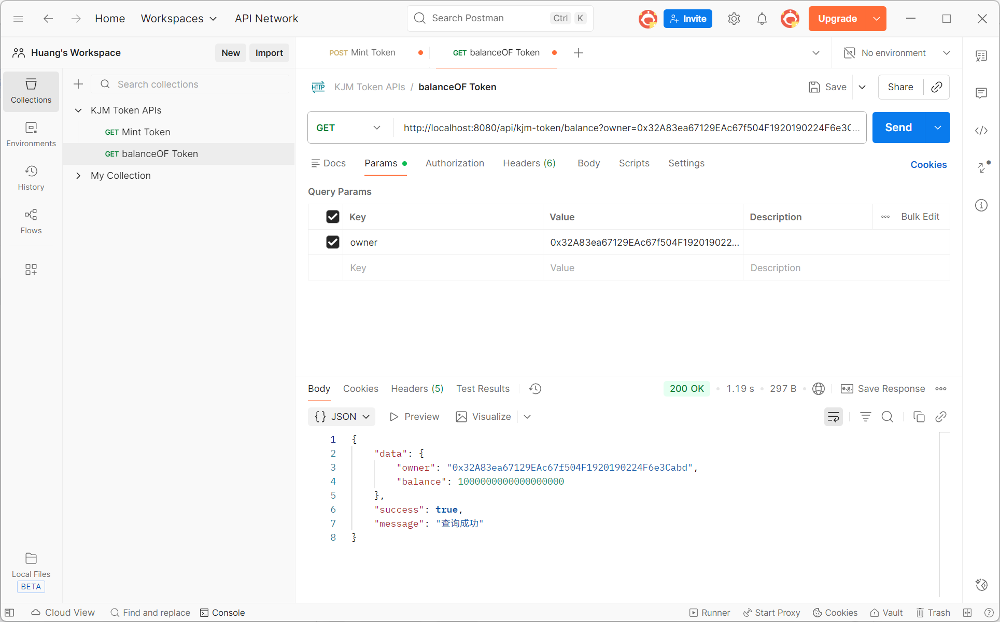 Home Workspaces API Network Search Postman Ctrl K Invite Upgrade
Huang's Workspace New Import POST Mint Token GET balanceOF Token No environment
Collections
Environments
History
Flows
Local Files
BETA
Search collections
KJM Token APIs
GET Mint Token
GET balanceOF Token
My Collection
HTTP KJM Token APIs / balanceOF Token Save Share
GET http://localhost:8080/api/kjm-token/balance?owner=0x32A83ea67129EAc67f504F1920190224F6e3C... Send
Docs Params Authorization Headers (6) Body Scripts Settings Cookies
Query Params
Key Value Description Bulk Edit
owner 0x32A83ea67129EAc67f504F192019022...
Key Value Description
Body Cookies Headers (5) Test Results 200 OK 1.19 s 297 B e.g. Save Response
{} JSON Preview Visualize
1 {
2 "data": {
3 "owner": "0x32A83ea67129EAc67f504F1920190224F6e3Cabd",
4 "balance": 1000000000000000000
5 },
6 "success": true,
7 "message": "查询成功"
8 }
Cloud View Find and replace Console Runner Start Proxy Cookies Vault Trash